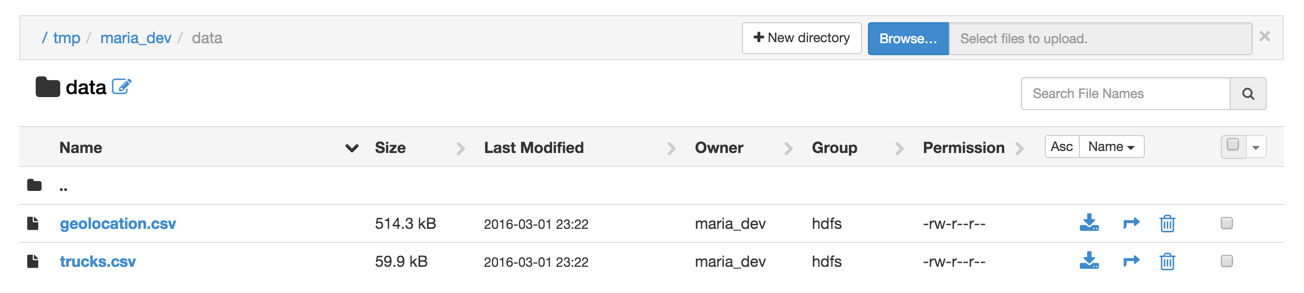 / tmp / maria_dev / data + New directory Browse... Select files to upload. ×
data Search File Names
Name Size Last Modified Owner Group Permission Asc Name
..
geolocation.csv 514.3 kB 2016-03-01 23:22 maria_dev hdfs -rw-r--r--
trucks.csv 59.9 kB 2016-03-01 23:22 maria_dev hdfs -rw-r--r--